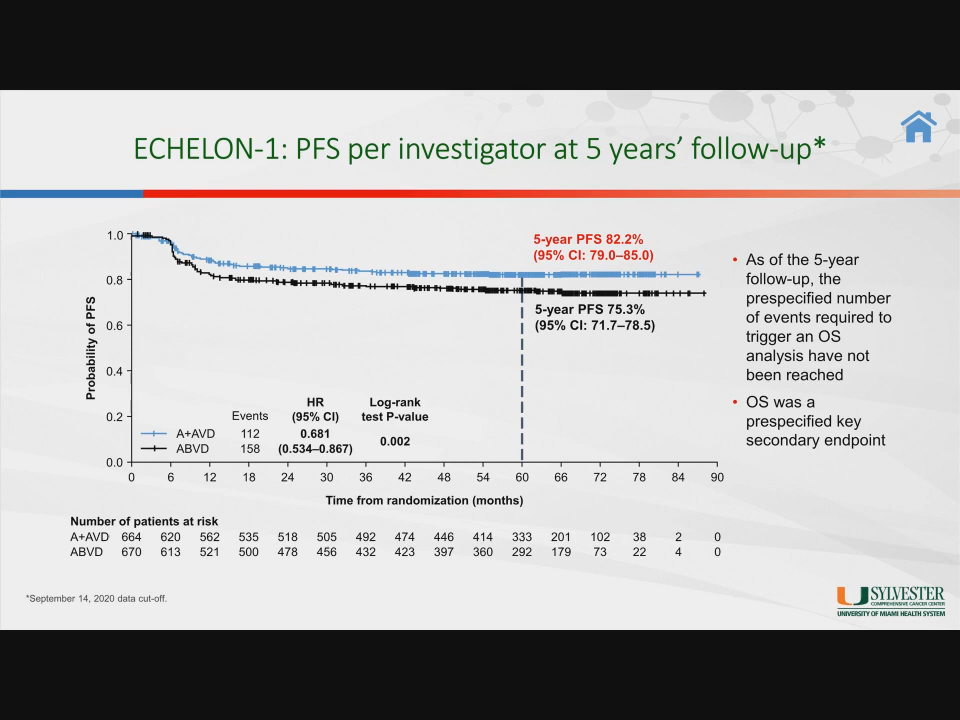 ECHELON-1: PFS per investigator at 5 years’ follow-up*
1.0
0.8
0.6
0.4
0.2
0.0
Probability of PFS
5-year PFS 82.2%
(95% CI: 79.0–85.0)
5-year PFS 75.3%
(95% CI: 71.7–78.5)
HR Log-rank
Events (95% CI) test P-value
A+AVD 112 0.681
0.002
ABVD 158 (0.534–0.867)
0 6 12 18 24 30 36 42 48 54 60 66 72 78 84 90
Time from randomization (months)
Number of patients at risk
A+AVD 664 620 562 535 518 505 492 474 446 414 333 201 102 38 2 0
ABVD 670 613 521 500 478 456 432 423 397 360 292 179 73 22 4 0
• As of the 5-year
follow-up, the
prespecified number
of events required to
trigger an OS
analysis have not
been reached
• OS was a
prespecified key
secondary endpoint
*September 14, 2020 data cut-off.
SYLVESTER
COMPREHENSIVE CANCER CENTER
UNIVERSITY OF MIAMI HEALTH SYSTEM